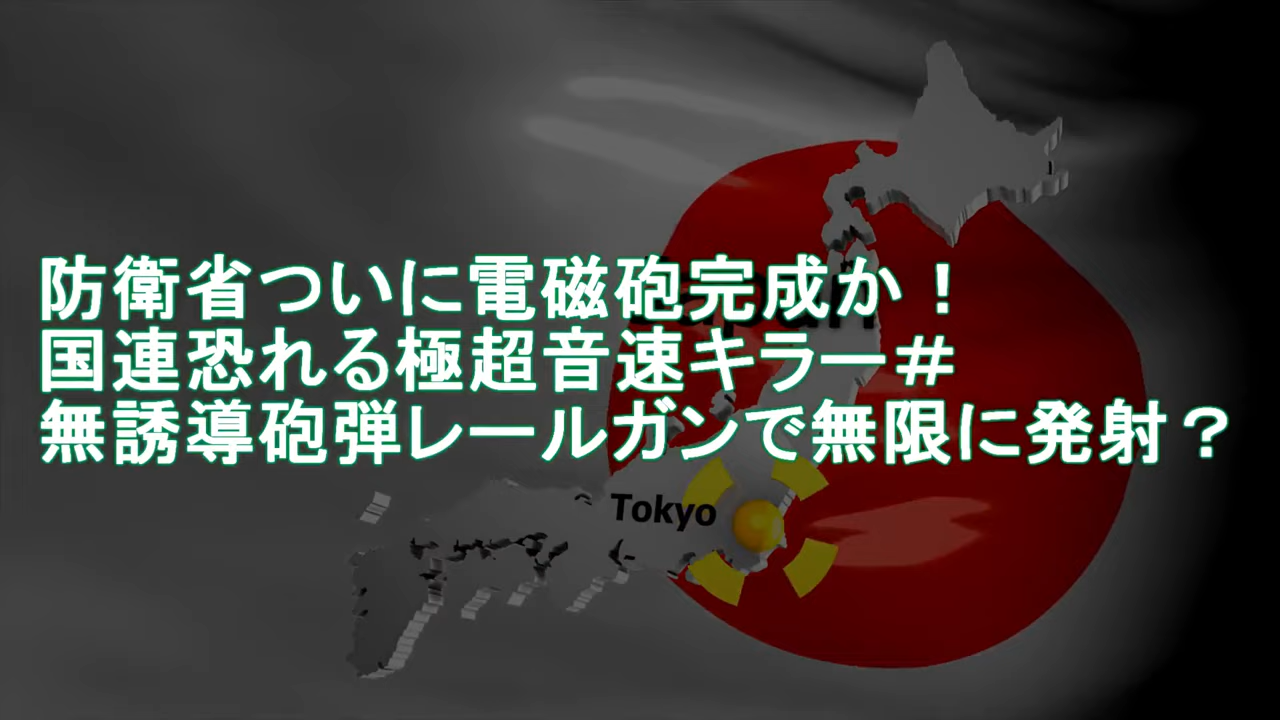 防衛省ついに電磁砲完成か！
国連恐れる極超音速キラー＃
無誘導砲弾レールガンで無限に発射？
Tokyo